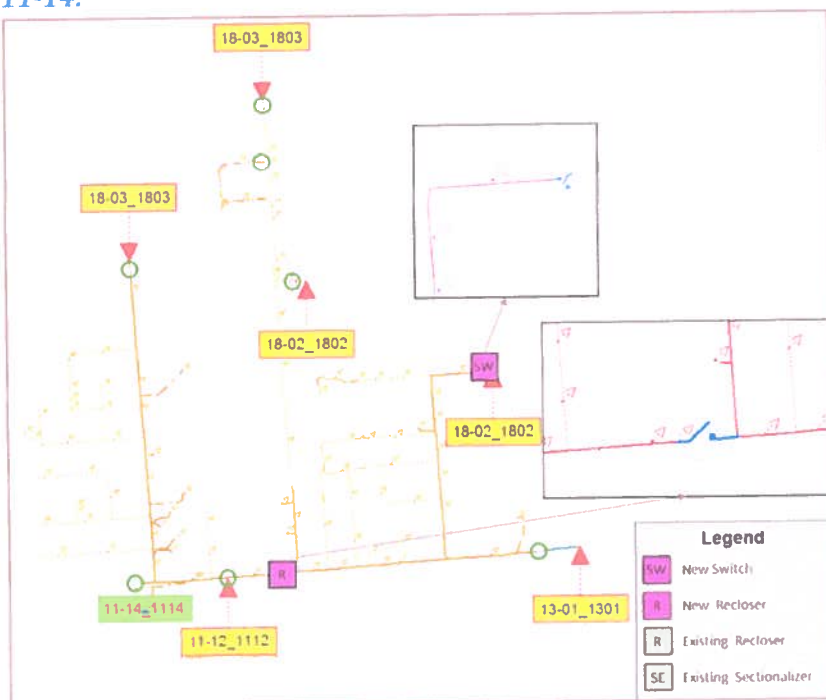 11-14.
18-03_1803
18-03_1803
18-02_1802
SW
18-02_1802
R
11-14_1114
11-12_1112
13-01_1301
Legend
SW New Switch
R New Recloser
R Existing Recloser
SE Existing Sectionalizer